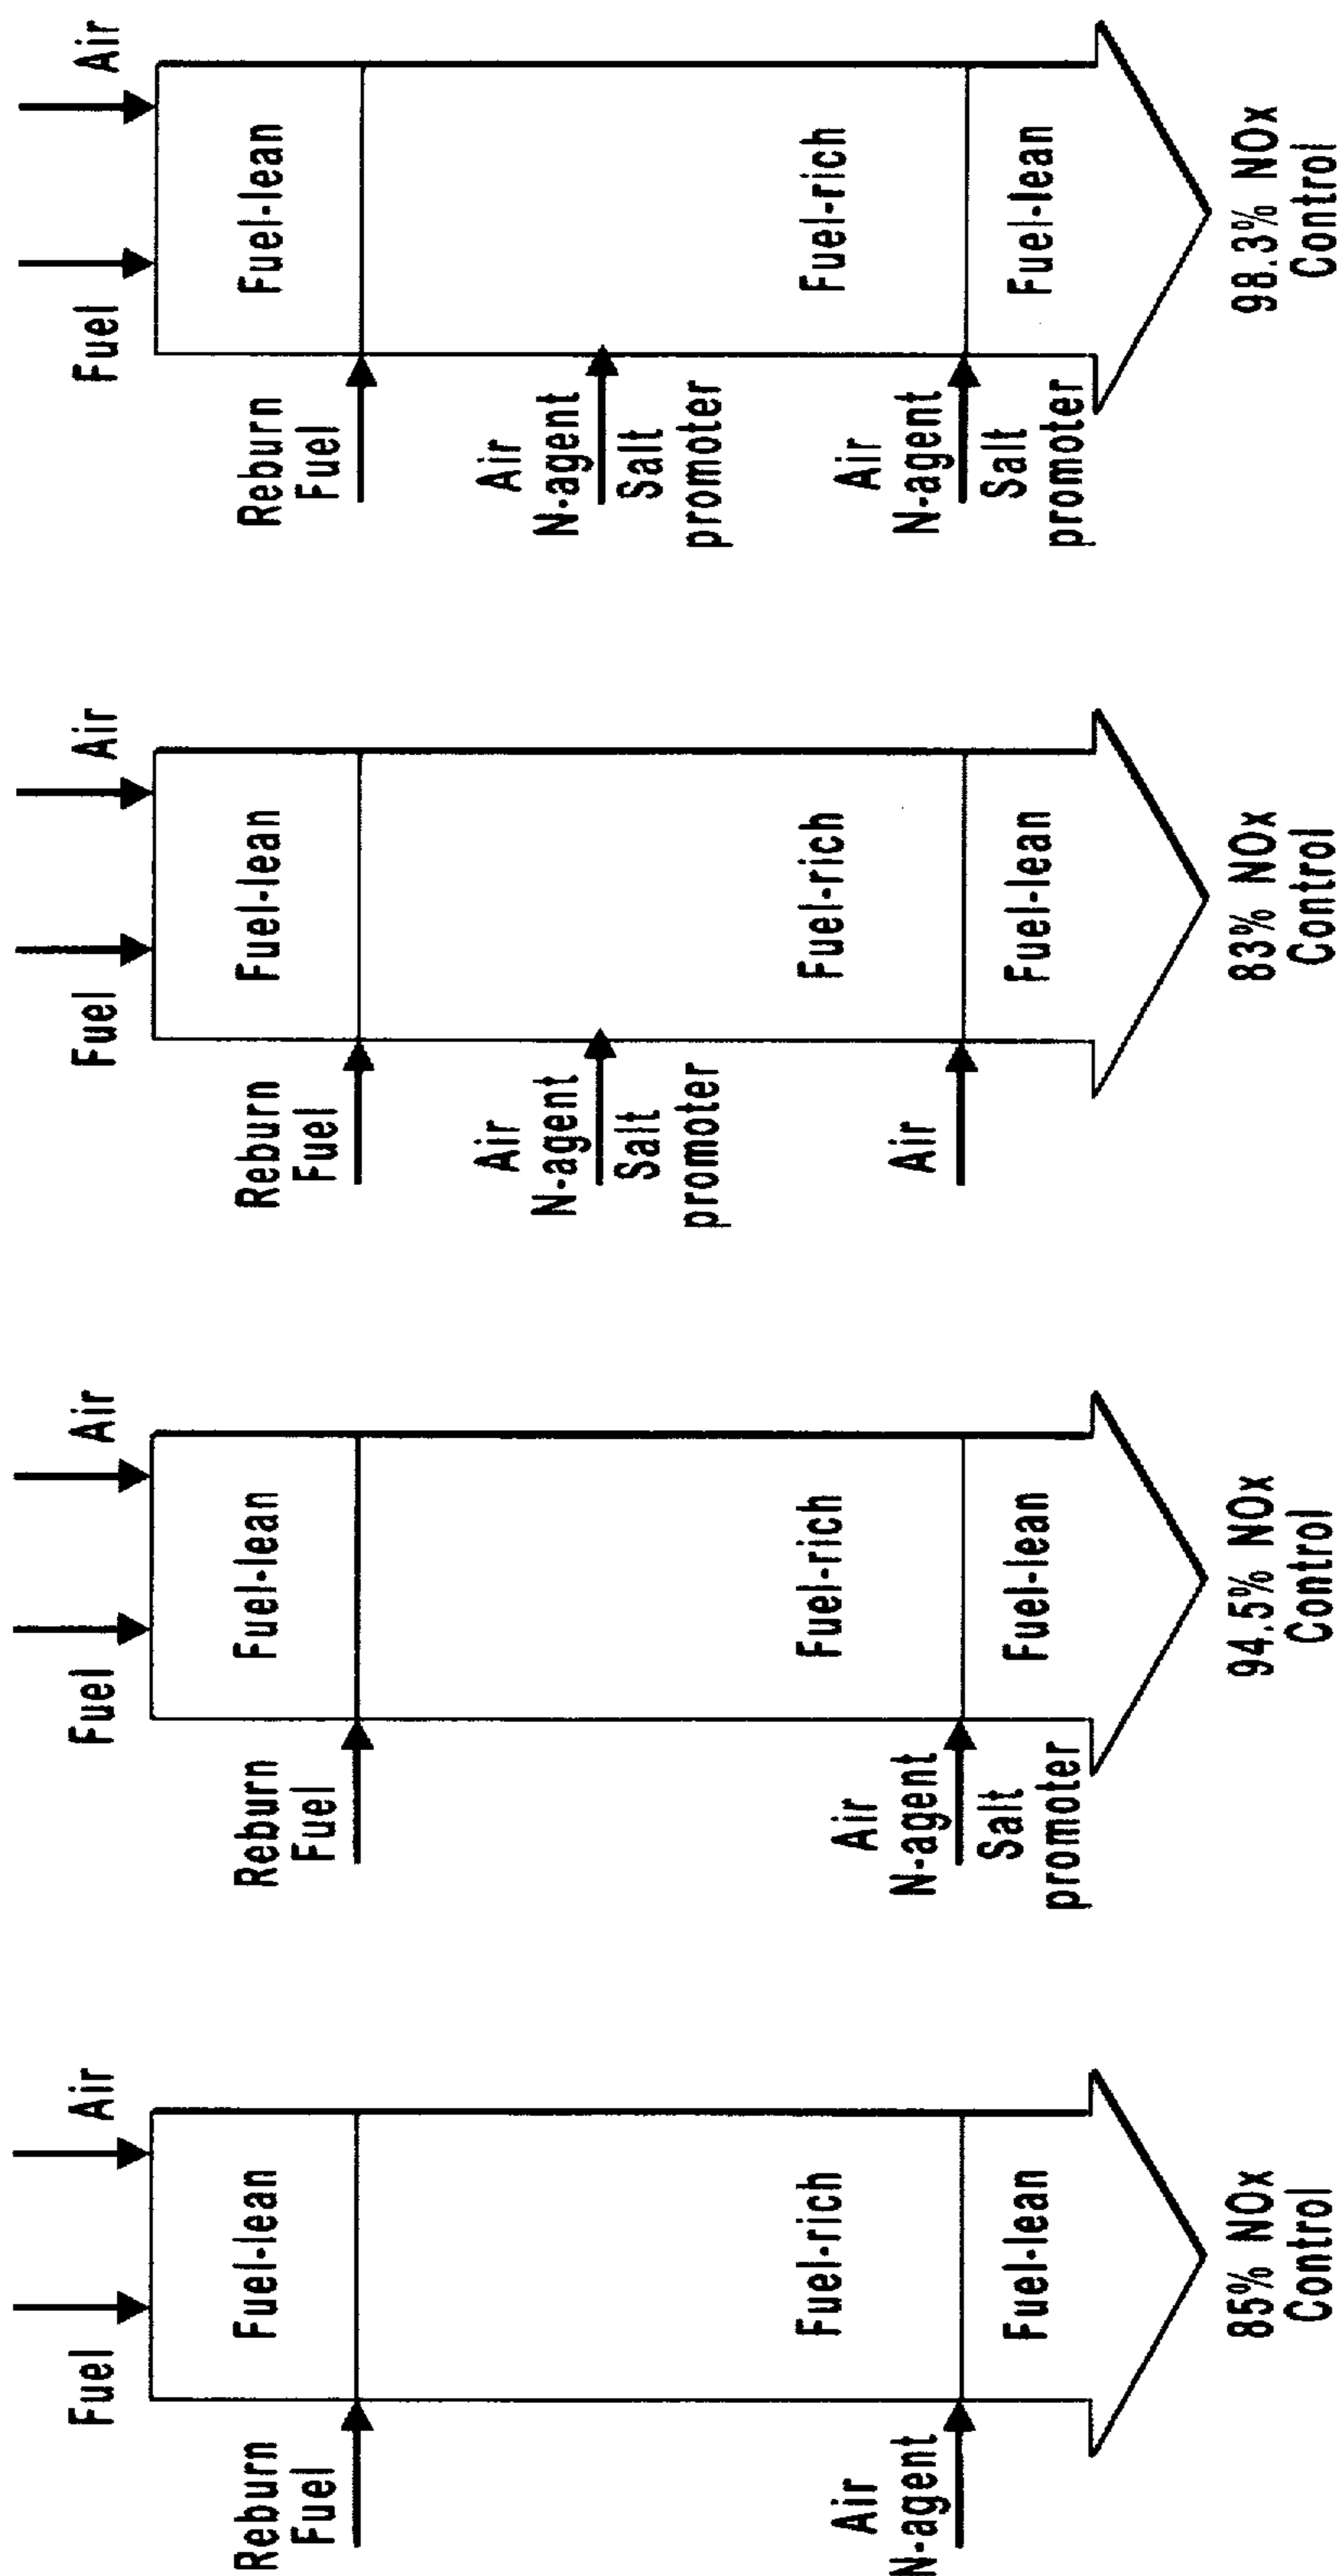 Fuel
Air
Reburn
Fuel
Fuel-lean
Fuel-rich
Air
N-agent
Fuel-lean
85% NOx
Control
Fuel
Air
Reburn
Fuel
Fuel-lean
Fuel-rich
Air
N-agent
Salt
promoter
Fuel-lean
94.5% NOx
Control
Fuel
Air
Reburn
Fuel
Fuel-lean
Air
N-agent
Salt
promoter
Fuel-rich
Air
Fuel-lean
83% NOx
Control
Fuel
Air
Reburn
Fuel
Fuel-lean
Air
N-agent
Salt
promoter
Fuel-rich
Air
N-agent
Salt
promoter
Fuel-lean
98.3% NOx
Control